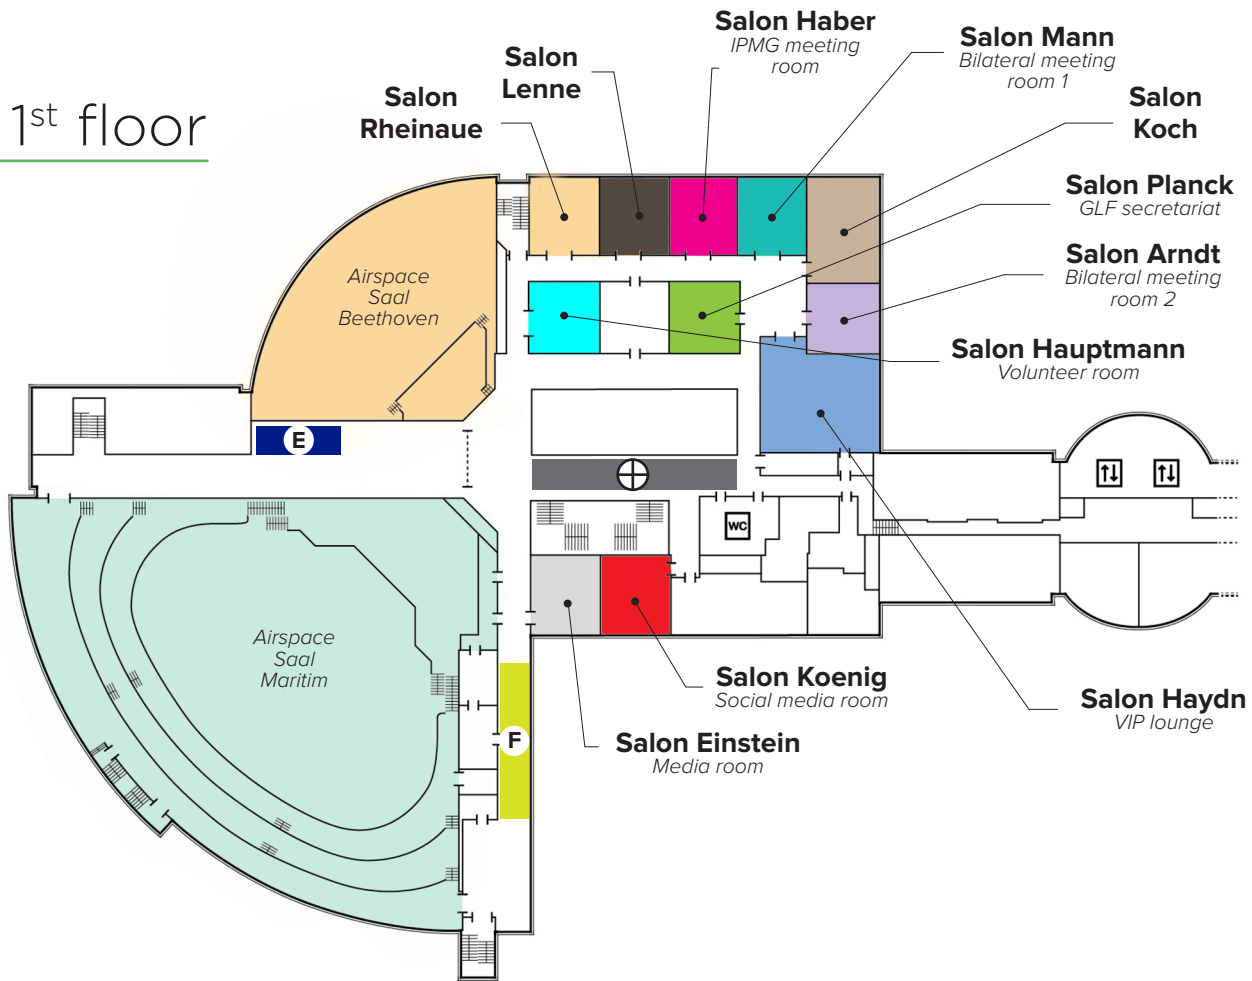 1st floor
Salon Haber
IPMG meeting
room
Salon Mann
Bilateral meeting
room 1
Salon
Lenne
Salon
Rheinaue
Salon
Koch
Salon Planck
GLF secretariat
Salon Arndt
Bilateral meeting
room 2
Airspace
Saal
Beethoven
Salon Hauptmann
Volunteer room
E
WC
Airspace
Saal
Maritim
Salon Koenig
Social media room
Salon Haydn
VIP lounge
F
Salon Einstein
Media room